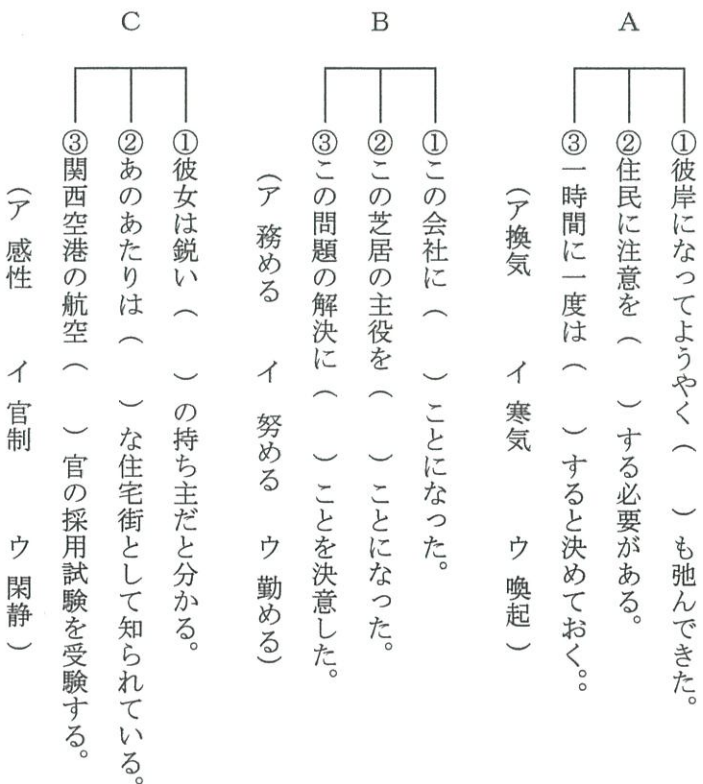 A
①彼岸になってようやく(　　)も弛んできた。
②住民に注意を(　　)する必要がある。
③一時間に一度は(　　)すると決めておく。。
(ア換気　　イ 寒気　　ウ 喚起)
B
①この会社に(　　)ことになった。
②この芝居の主役を(　　)ことになった。
③この問題の解決に(　　)ことを決意した。
(ア 務める　　イ 努める　　ウ 勤める)
C
①彼女は鋭い(　　)の持ち主だと分かる。
②あのあたりは(　　)な住宅街として知られている。
③関西空港の航空(　　)官の採用試験を受験する。
(ア 感性　　イ 官制　　ウ 閑静)